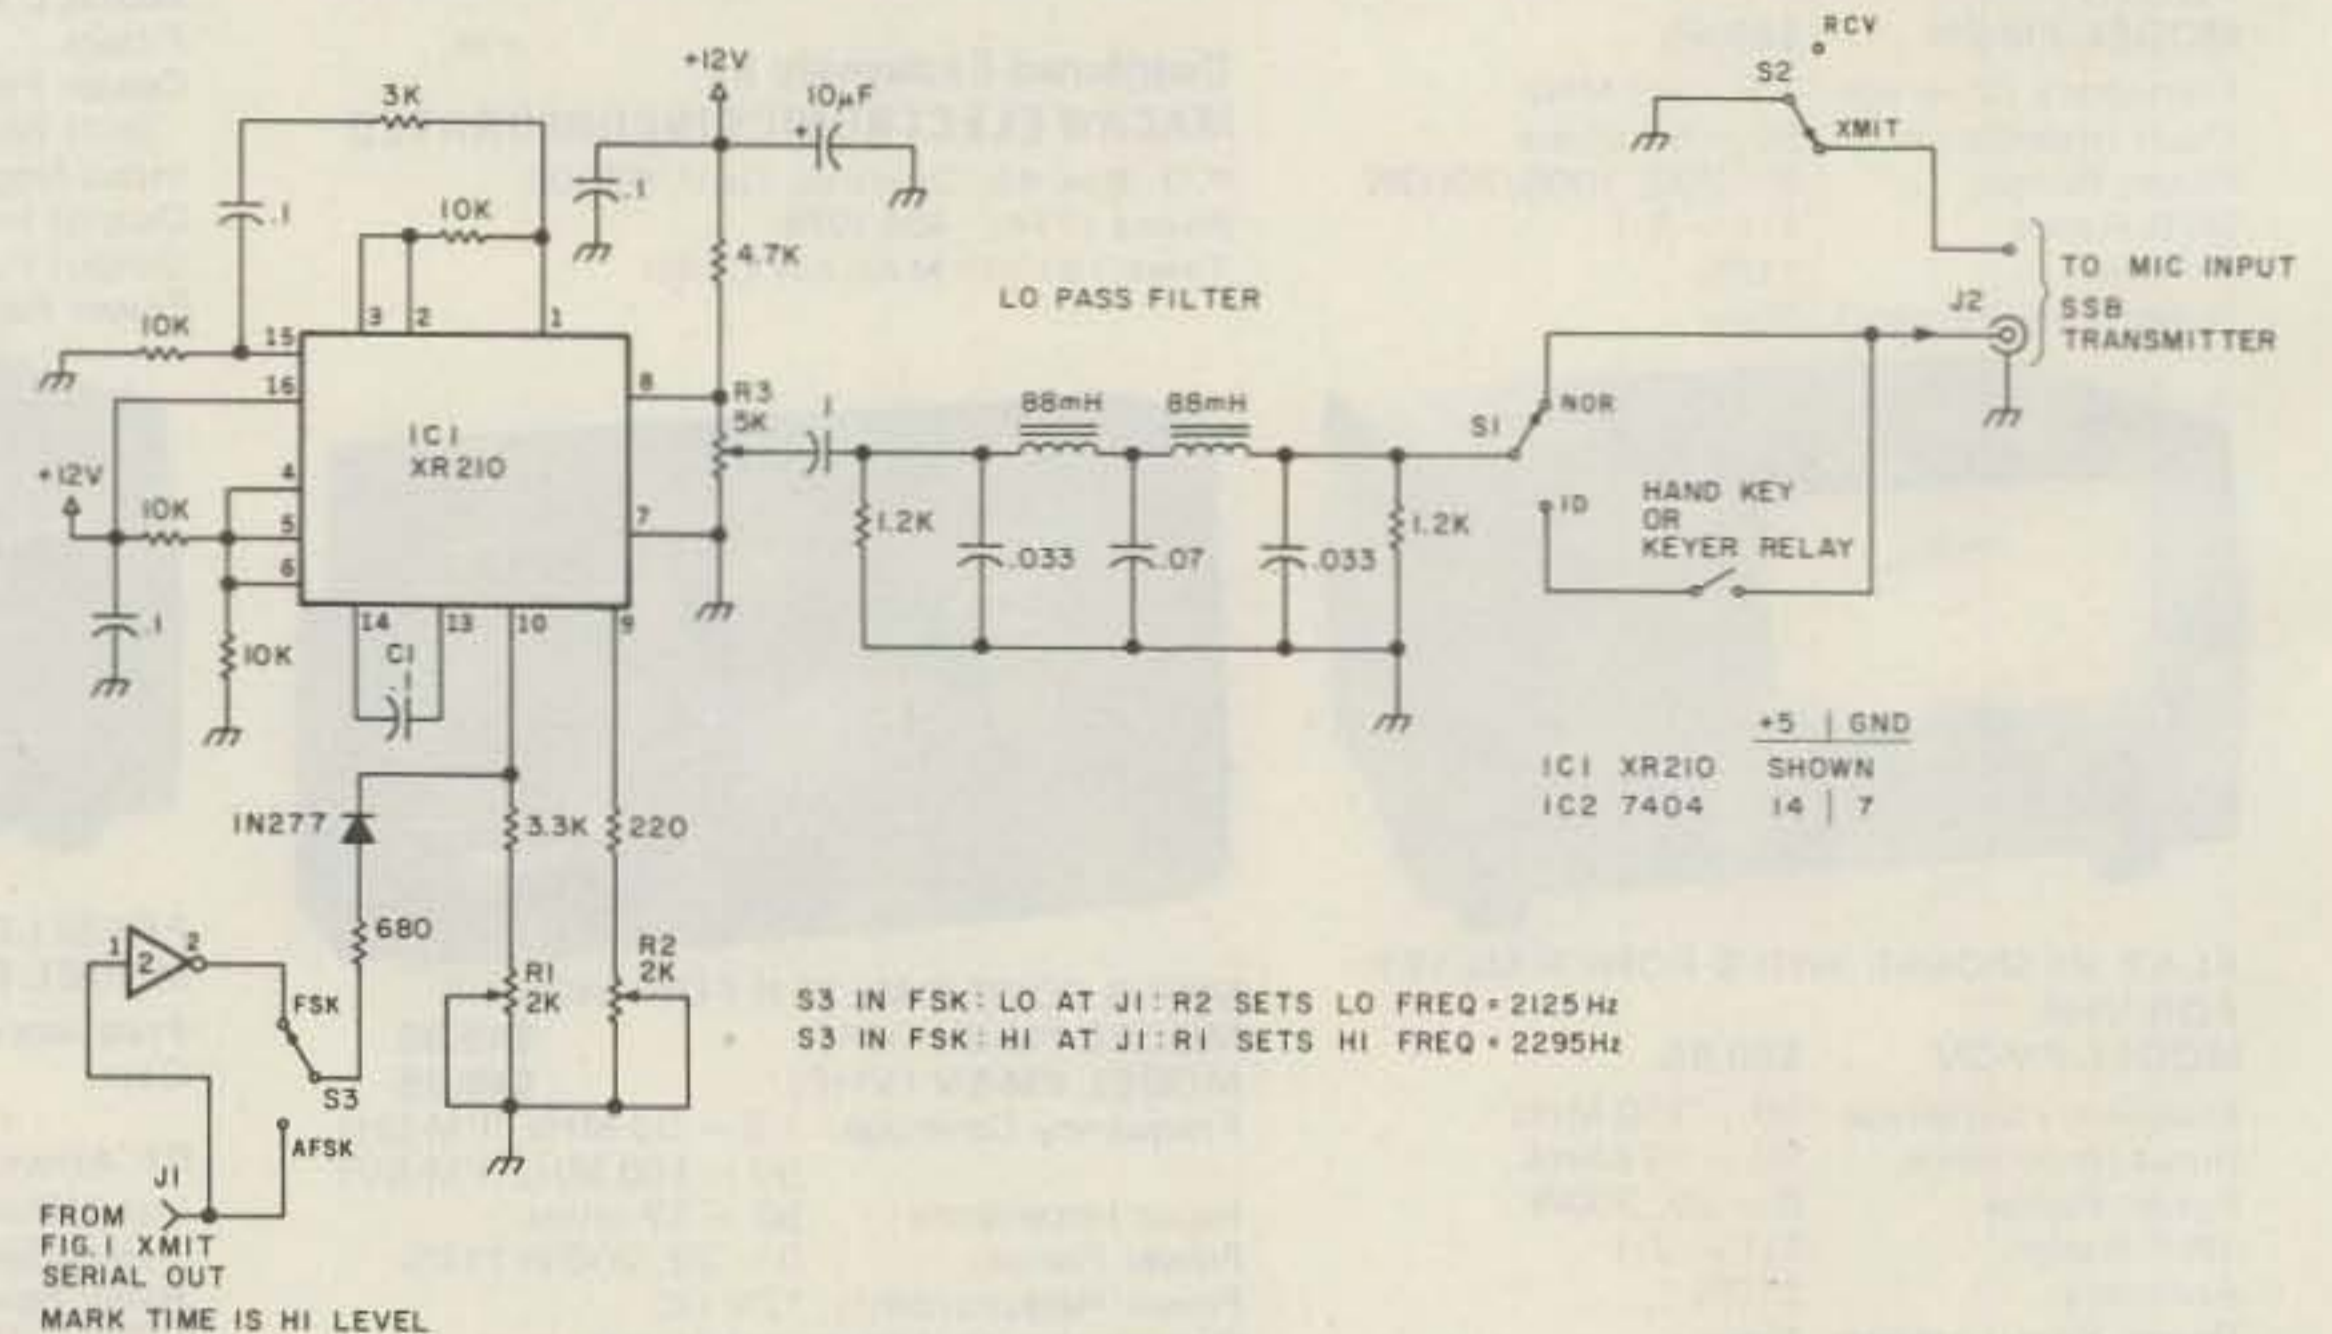 RCV
+12V
S2
3K
10µF
+
XMIT
.1
.1
10K
4.7K
TO MIC INPUT
SSB
TRANSMITTER
J2
LO PASS FILTER
10K
3
2
1
15
16
8
R3
5K
1
88mH
88mH
NOR
S1
IC1
XR210
4
+12V
10K
5
7
6
1.2K
.033
.07
.033
1.2K
ID
HAND KEY
OR
KEYER RELAY
.1
14
13
10
9
10K
C1
.1
+5 | GND
IC1 XR210 SHOWN
IC2 7404 14 | 7
1N277
3.3K
220
680
1
2
2
R1
2K
R2
2K
FSK
S3
AFSK
S3 IN FSK: LO AT J1: R2 SETS LO FREQ = 2125Hz
S3 IN FSK: HI AT J1: R1 SETS HI FREQ = 2295Hz
J1
FROM
FIG. 1 XMIT
SERIAL OUT
MARK TIME IS HI LEVEL